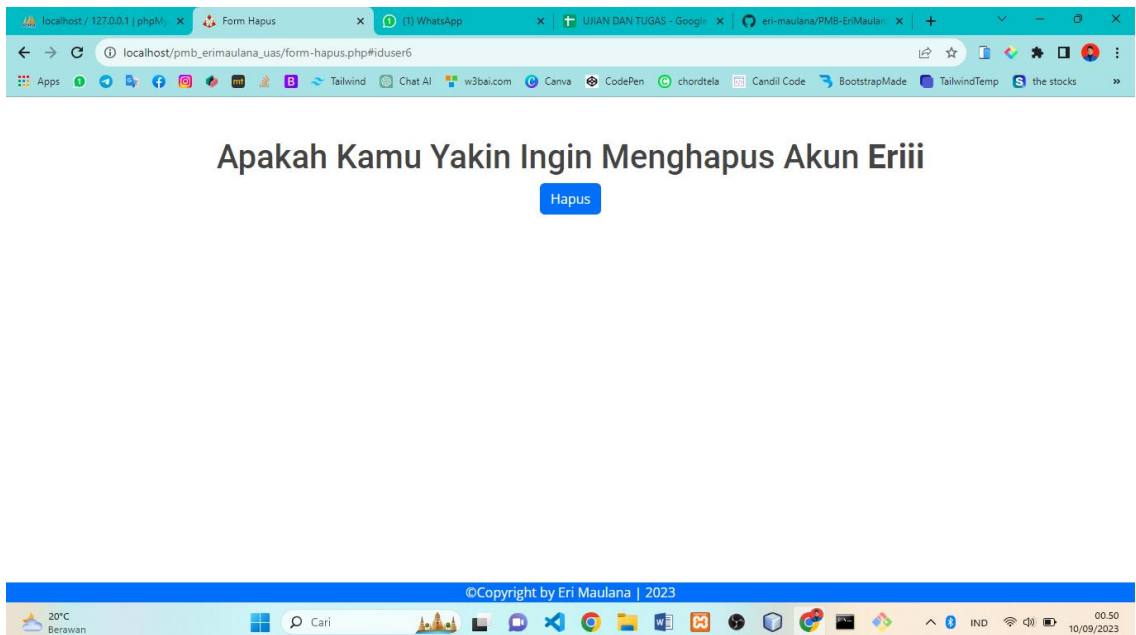 localhost / 127.0.0.1 | phpMy
Form Hapus
(1) WhatsApp
UJIAN DAN TUGAS - Google
eri-maulana/PMB-EriMaulan
localhost/pmb_erimaulana_uas/form-hapus.php#iduser6
Apps
Tailwind
Chat AI
w3bai.com
Canva
CodePen
chordtela
Candil Code
BootstrapMade
TailwindTemp
the stocks
»
Apakah Kamu Yakin Ingin Menghapus Akun Eriii
Hapus
©Copyright by Eri Maulana | 2023
20°C
Berawan
Cari
IND
00.50
10/09/2023